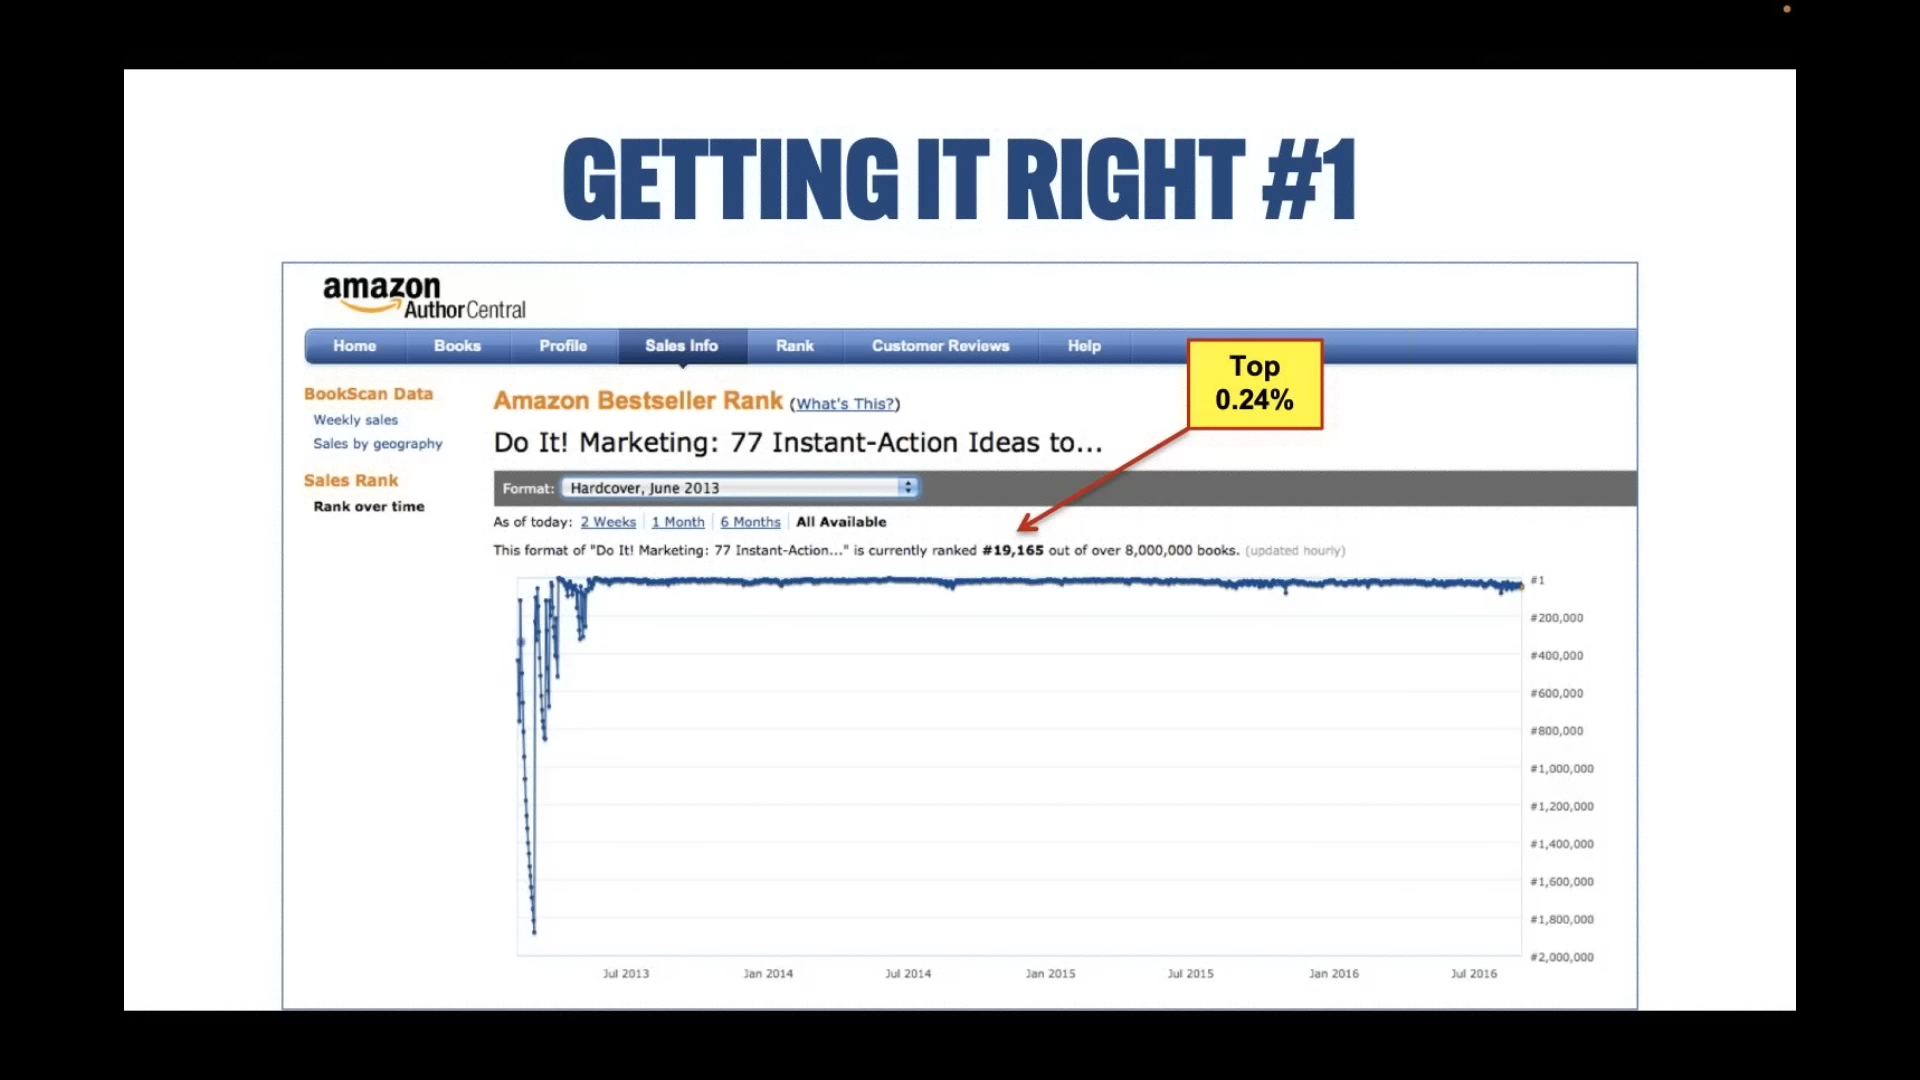 GETTING IT RIGHT #1
amazon
AuthorCentral
Home Books Profile Sales Info Rank Customer Reviews Help
Top
0.24%
BookScan Data
Weekly sales
Sales by geography
Sales Rank
Rank over time
Amazon Bestseller Rank (What's This?)
Do It! Marketing: 77 Instant-Action Ideas to...
Format: Hardcover, June 2013
As of today: 2 Weeks 1 Month 6 Months All Available
This format of "Do It! Marketing: 77 Instant-Action..." is currently ranked #19,165 out of over 8,000,000 books. (updated hourly)
#1
#200,000
#400,000
#600,000
#800,000
#1,000,000
#1,200,000
#1,400,000
#1,600,000
#1,800,000
#2,000,000
Jul 2013 Jan 2014 Jul 2014 Jan 2015 Jul 2015 Jan 2016 Jul 2016